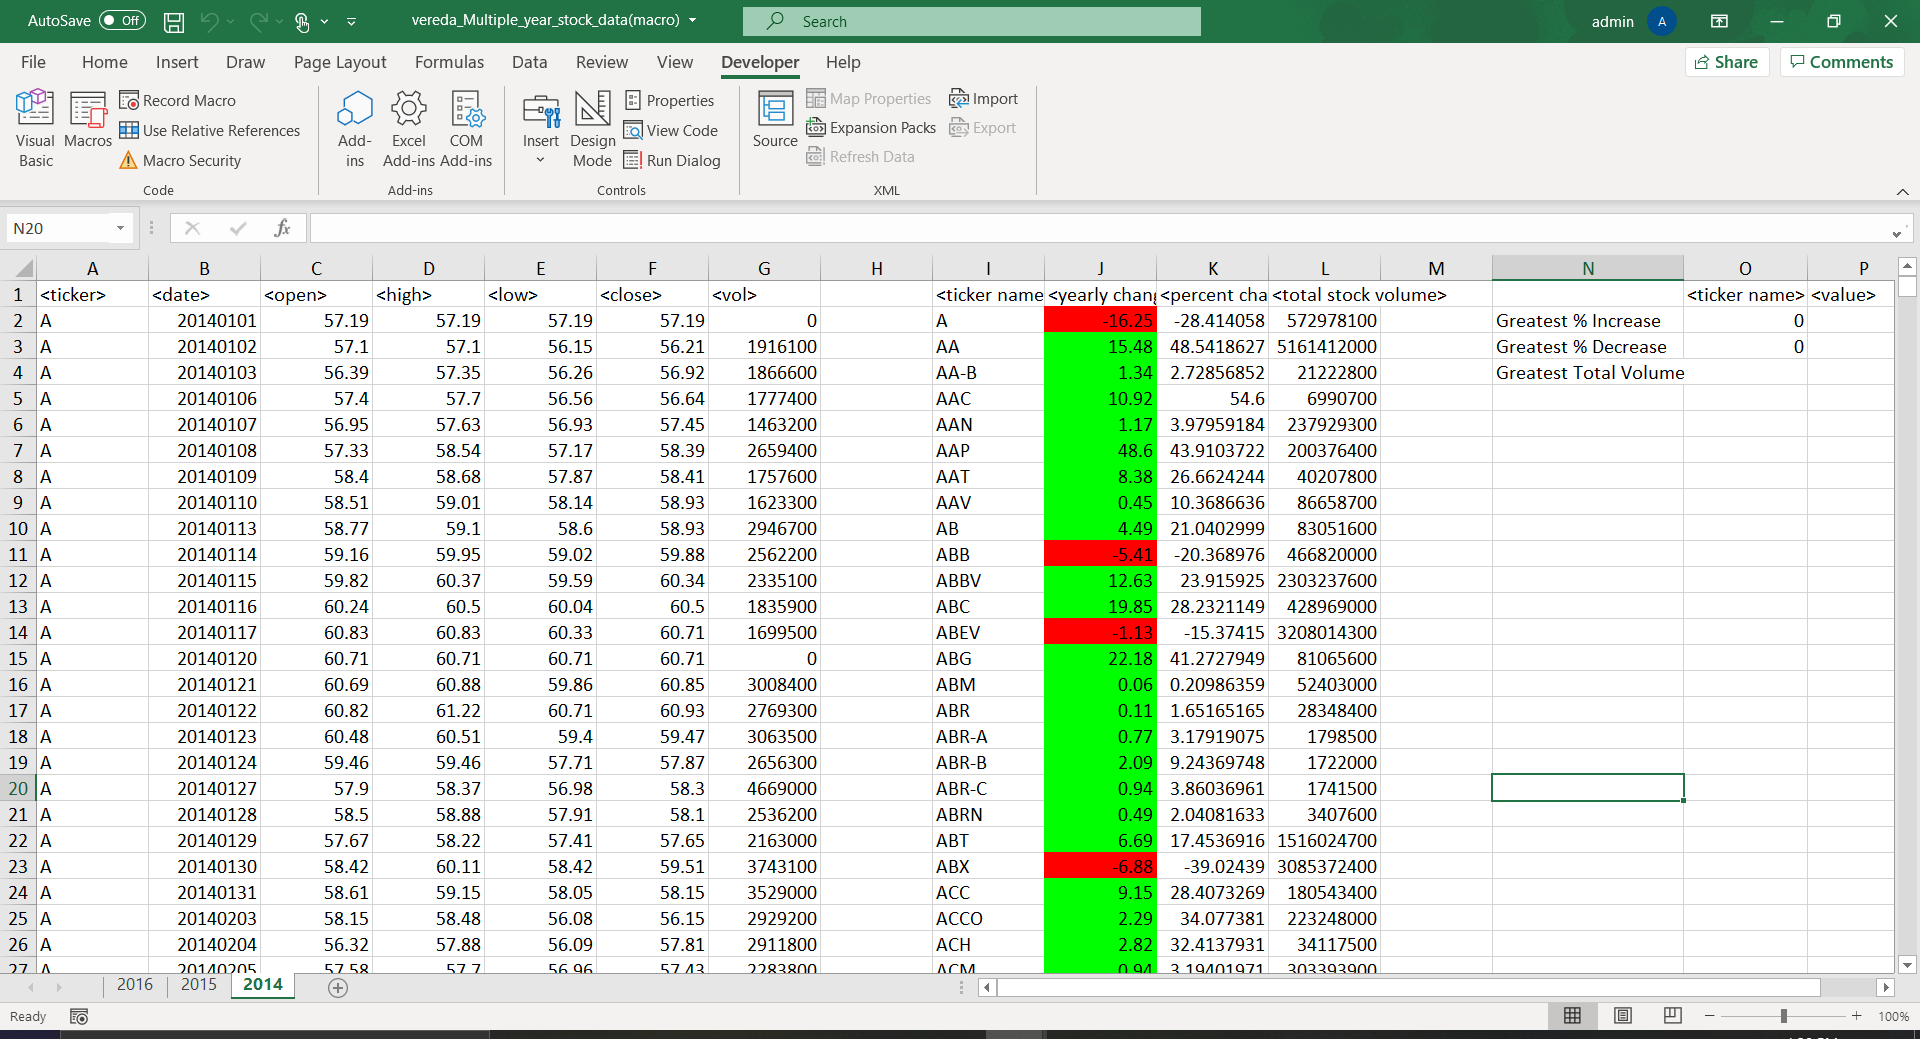 AutoSave Off vereda_Multiple_year_stock_data(macro) Search admin A
File Home Insert Draw Page Layout Formulas Data Review View Developer Help Share Comments
Visual Basic
Macros
Record Macro
Use Relative References
Macro Security
Code
Add-ins
Excel Add-ins
COM Add-ins
Add-ins
Insert
Design Mode
Properties
View Code
Run Dialog
Controls
Source
Map Properties
Expansion Packs
Refresh Data
Import
Export
XML
N20 fx
A B C D E F G H I J K L M N O P
1 <ticker> <date> <open> <high> <low> <close> <vol> <ticker name <yearly chang <percent cha <total stock volume> <ticker name> <value>
2 A 20140101 57.19 57.19 57.19 57.19 0 A -16.25 -28.414058 572978100 Greatest % Increase 0
3 A 20140102 57.1 57.1 56.15 56.21 1916100 AA 15.48 48.5418627 5161412000 Greatest % Decrease 0
4 A 20140103 56.39 57.35 56.26 56.92 1866600 AA-B 1.34 2.72856852 21222800 Greatest Total Volume
5 A 20140106 57.4 57.7 56.56 56.64 1777400 AAC 10.92 54.6 6990700
6 A 20140107 56.95 57.63 56.93 57.45 1463200 AAN 1.17 3.97959184 237929300
7 A 20140108 57.33 58.54 57.17 58.39 2659400 AAP 48.6 43.9103722 200376400
8 A 20140109 58.4 58.68 57.87 58.41 1757600 AAT 8.38 26.6624244 40207800
9 A 20140110 58.51 59.01 58.14 58.93 1623300 AAV 0.45 10.3686636 86658700
10 A 20140113 58.77 59.1 58.6 58.93 2946700 AB 4.49 21.0402999 83051600
11 A 20140114 59.16 59.95 59.02 59.88 2562200 ABB -5.41 -20.368976 466820000
12 A 20140115 59.82 60.37 59.59 60.34 2335100 ABBV 12.63 23.915925 2303237600
13 A 20140116 60.24 60.5 60.04 60.5 1835900 ABC 19.85 28.2321149 428969000
14 A 20140117 60.83 60.83 60.33 60.71 1699500 ABEV -1.13 -15.37415 3208014300
15 A 20140120 60.71 60.71 60.71 60.71 0 ABG 22.18 41.2727949 81065600
16 A 20140121 60.69 60.88 59.86 60.85 3008400 ABM 0.06 0.20986359 52403000
17 A 20140122 60.82 61.22 60.71 60.93 2769300 ABR 0.11 1.65165165 28348400
18 A 20140123 60.48 60.51 59.4 59.47 3063500 ABR-A 0.77 3.17919075 1798500
19 A 20140124 59.46 59.46 57.71 57.87 2656300 ABR-B 2.09 9.24369748 1722000
20 A 20140127 57.9 58.37 56.98 58.3 4669000 ABR-C 0.94 3.86036961 1741500
21 A 20140128 58.5 58.88 57.91 58.1 2536200 ABRN 0.49 2.04081633 3407600
22 A 20140129 57.67 58.22 57.41 57.65 2163000 ABT 6.69 17.4536916 1516024700
23 A 20140130 58.42 60.11 58.42 59.51 3743100 ABX -6.88 -39.02439 3085372400
24 A 20140131 58.61 59.15 58.05 58.15 3529000 ACC 9.15 28.4073269 180543400
25 A 20140203 58.15 58.48 56.08 56.15 2929200 ACCO 2.29 34.077381 223248000
26 A 20140204 56.32 57.88 56.09 57.81 2911800 ACH 2.82 32.4137931 34117500
27 A 20140205 57.58 57.7 56.96 57.43 2283800 ACM 0.94 3.19401971 303393900
2016 2015 2014
Ready 100%